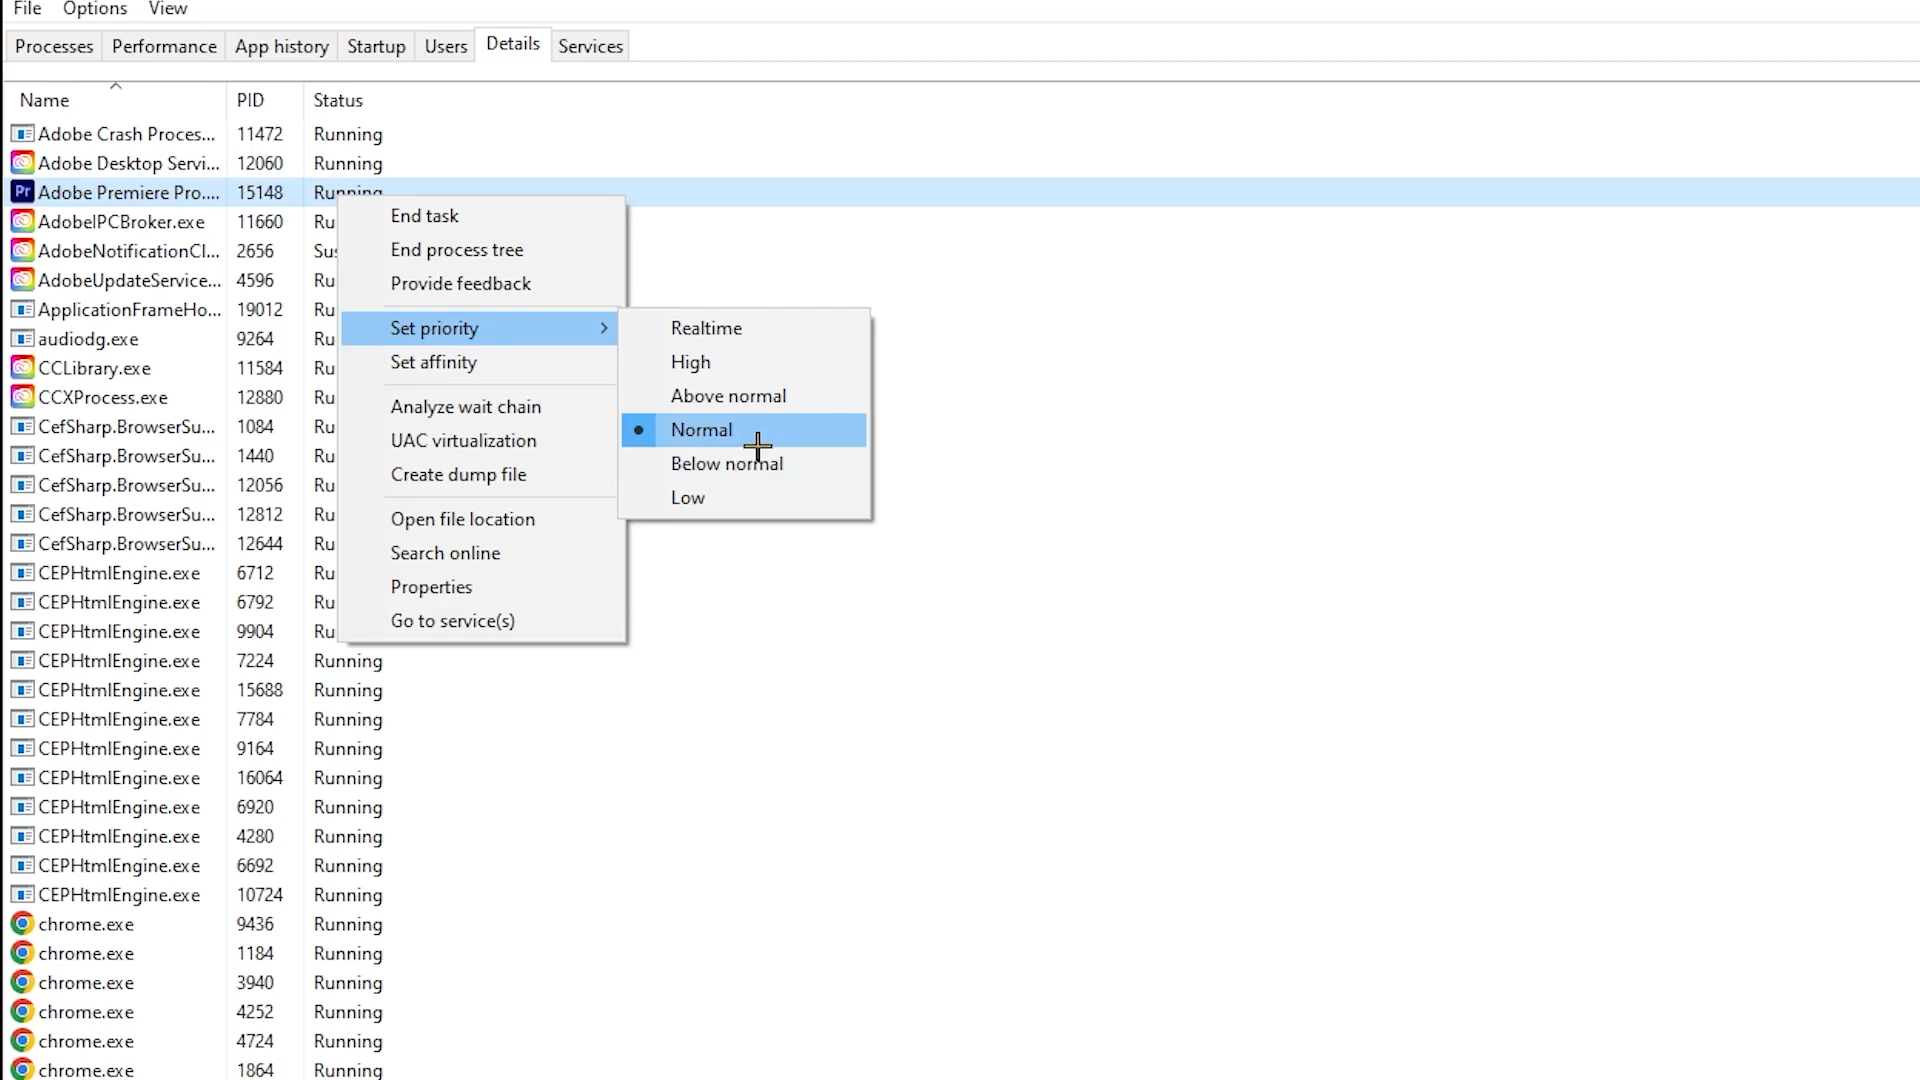 File Options View
Processes Performance App history Startup Users Details Services
Name PID Status
Adobe Crash Proces... 11472 Running
Adobe Desktop Servi... 12060 Running
Pr Adobe Premiere Pro.... 15148 Running
AdobeIPCBroker.exe 11660 Ru
AdobeNotificationCl... 2656 Sus
AdobeUpdateService... 4596 Ru
ApplicationFrameHo... 19012 Ru
audiodg.exe 9264 Ru
CCLibrary.exe 11584 Ru
CCXProcess.exe 12880 Ru
CefSharp.BrowserSu... 1084 Ru
CefSharp.BrowserSu... 1440 Ru
CefSharp.BrowserSu... 12056 Ru
CefSharp.BrowserSu... 12812 Ru
CefSharp.BrowserSu... 12644 Ru
CEPHtmlEngine.exe 6712 Ru
CEPHtmlEngine.exe 6792 Ru
CEPHtmlEngine.exe 9904 Ru
CEPHtmlEngine.exe 7224 Running
CEPHtmlEngine.exe 15688 Running
CEPHtmlEngine.exe 7784 Running
CEPHtmlEngine.exe 9164 Running
CEPHtmlEngine.exe 16064 Running
CEPHtmlEngine.exe 6920 Running
CEPHtmlEngine.exe 4280 Running
CEPHtmlEngine.exe 6692 Running
CEPHtmlEngine.exe 10724 Running
chrome.exe 9436 Running
chrome.exe 1184 Running
chrome.exe 3940 Running
chrome.exe 4252 Running
chrome.exe 4724 Running
chrome.exe 1864 Running
End task
End process tree
Provide feedback
Set priority
Set affinity
Analyze wait chain
UAC virtualization
Create dump file
Open file location
Search online
Properties
Go to service(s)
Realtime
High
Above normal
Normal
Below normal
Low